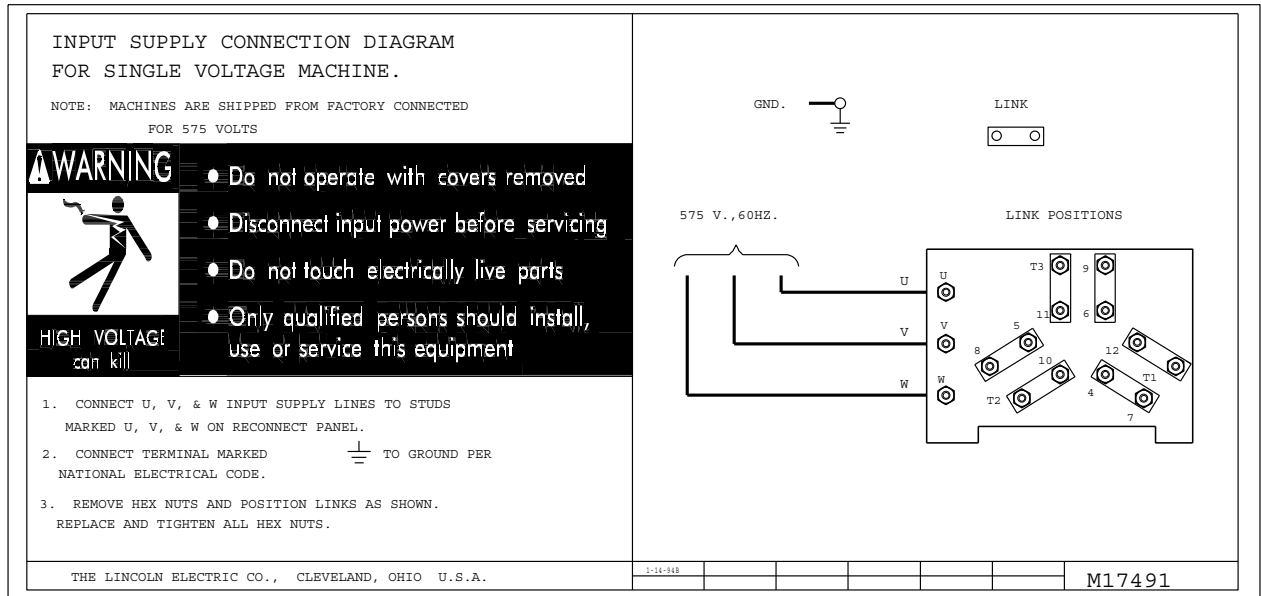 INPUT SUPPLY CONNECTION DIAGRAM
FOR SINGLE VOLTAGE MACHINE.
NOTE: MACHINES ARE SHIPPED FROM FACTORY CONNECTED
FOR 575 VOLTS
WARNING
HIGH VOLTAGE
can kill
● Do not operate with covers removed
● Disconnect input power before servicing
● Do not touch electrically live parts
● Only qualified persons should install,
use or service this equipment
1. CONNECT U, V, & W INPUT SUPPLY LINES TO STUDS
MARKED U, V, & W ON RECONNECT PANEL.
2. CONNECT TERMINAL MARKED TO GROUND PER
NATIONAL ELECTRICAL CODE.
3. REMOVE HEX NUTS AND POSITION LINKS AS SHOWN.
REPLACE AND TIGHTEN ALL HEX NUTS.
THE LINCOLN ELECTRIC CO., CLEVELAND, OHIO U.S.A.
GND.
LINK
575 V.,60HZ.
LINK POSITIONS
U
V
W
U
V
W
T3
9
11
6
5
8
10
T2
12
T1
4
7
1-14-94B
M17491